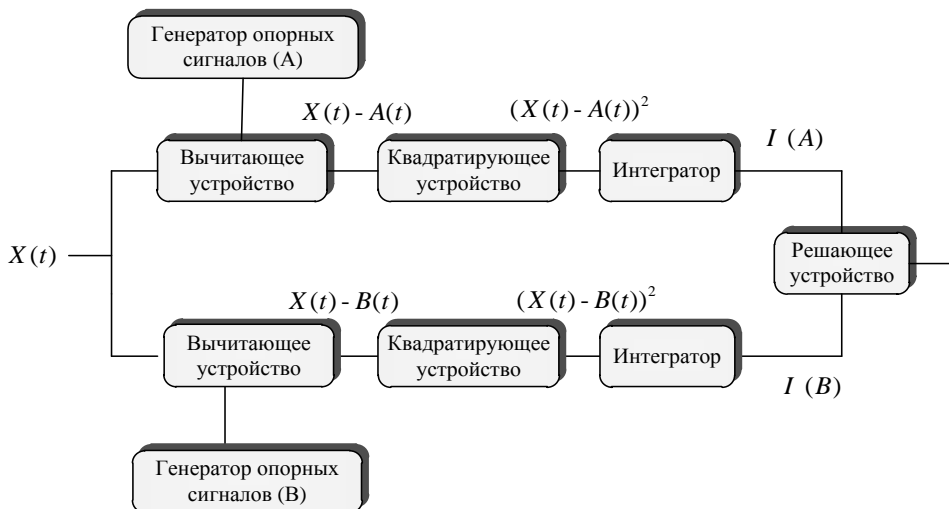 Генератор опорных
сигналов (А)
X(t) - A(t)
(X(t) - A(t))²
I (A)
Вычитающее
устройство
Квадратирующее
устройство
Интегратор
X(t)
Решающее
устройство
X(t) - B(t)
(X(t) - B(t))²
Вычитающее
устройство
Квадратирующее
устройство
Интегратор
I (B)
Генератор опорных
сигналов (В)